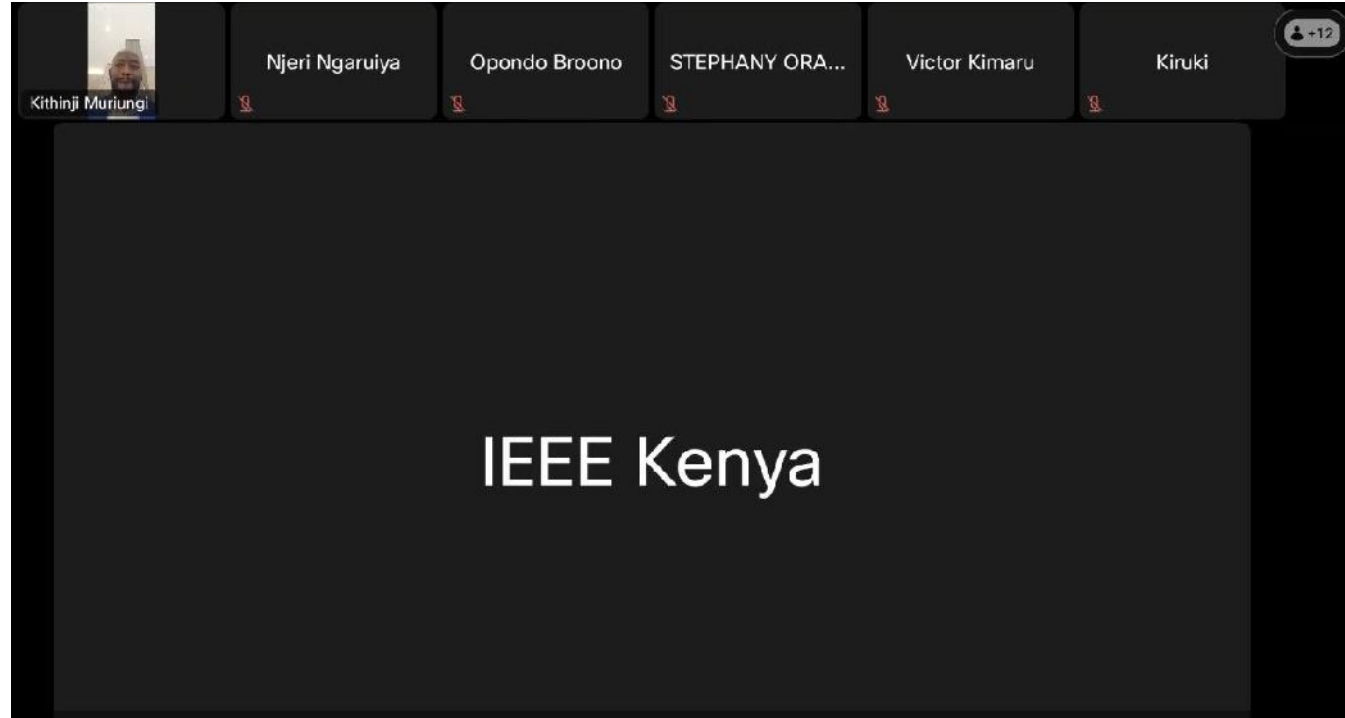 Kithinji Muriungi
Njeri Ngaruiya
Opondo Broono
STEPHANY ORA...
Victor Kimaru
Kiruki
+12
IEEE Kenya